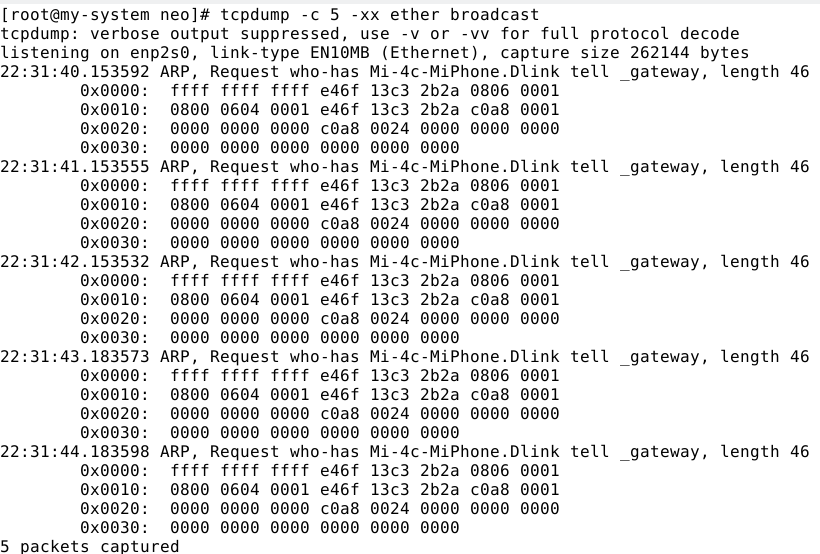 [root@my-system neo]# tcpdump -c 5 -xx ether broadcast
tcpdump: verbose output suppressed, use -v or -vv for full protocol decode
listening on enp2s0, link-type EN10MB (Ethernet), capture size 262144 bytes
22:31:40.153592 ARP, Request who-has Mi-4c-MiPhone.Dlink tell _gateway, length 46
        0x0000:  ffff ffff ffff e46f 13c3 2b2a 0806 0001
        0x0010:  0800 0604 0001 e46f 13c3 2b2a c0a8 0001
        0x0020:  0000 0000 0000 c0a8 0024 0000 0000 0000
        0x0030:  0000 0000 0000 0000 0000 0000
22:31:41.153555 ARP, Request who-has Mi-4c-MiPhone.Dlink tell _gateway, length 46
        0x0000:  ffff ffff ffff e46f 13c3 2b2a 0806 0001
        0x0010:  0800 0604 0001 e46f 13c3 2b2a c0a8 0001
        0x0020:  0000 0000 0000 c0a8 0024 0000 0000 0000
        0x0030:  0000 0000 0000 0000 0000 0000
22:31:42.153532 ARP, Request who-has Mi-4c-MiPhone.Dlink tell _gateway, length 46
        0x0000:  ffff ffff ffff e46f 13c3 2b2a 0806 0001
        0x0010:  0800 0604 0001 e46f 13c3 2b2a c0a8 0001
        0x0020:  0000 0000 0000 c0a8 0024 0000 0000 0000
        0x0030:  0000 0000 0000 0000 0000 0000
22:31:43.183573 ARP, Request who-has Mi-4c-MiPhone.Dlink tell _gateway, length 46
        0x0000:  ffff ffff ffff e46f 13c3 2b2a 0806 0001
        0x0010:  0800 0604 0001 e46f 13c3 2b2a c0a8 0001
        0x0020:  0000 0000 0000 c0a8 0024 0000 0000 0000
        0x0030:  0000 0000 0000 0000 0000 0000
22:31:44.183598 ARP, Request who-has Mi-4c-MiPhone.Dlink tell _gateway, length 46
        0x0000:  ffff ffff ffff e46f 13c3 2b2a 0806 0001
        0x0010:  0800 0604 0001 e46f 13c3 2b2a c0a8 0001
        0x0020:  0000 0000 0000 c0a8 0024 0000 0000 0000
        0x0030:  0000 0000 0000 0000 0000 0000
5 packets captured